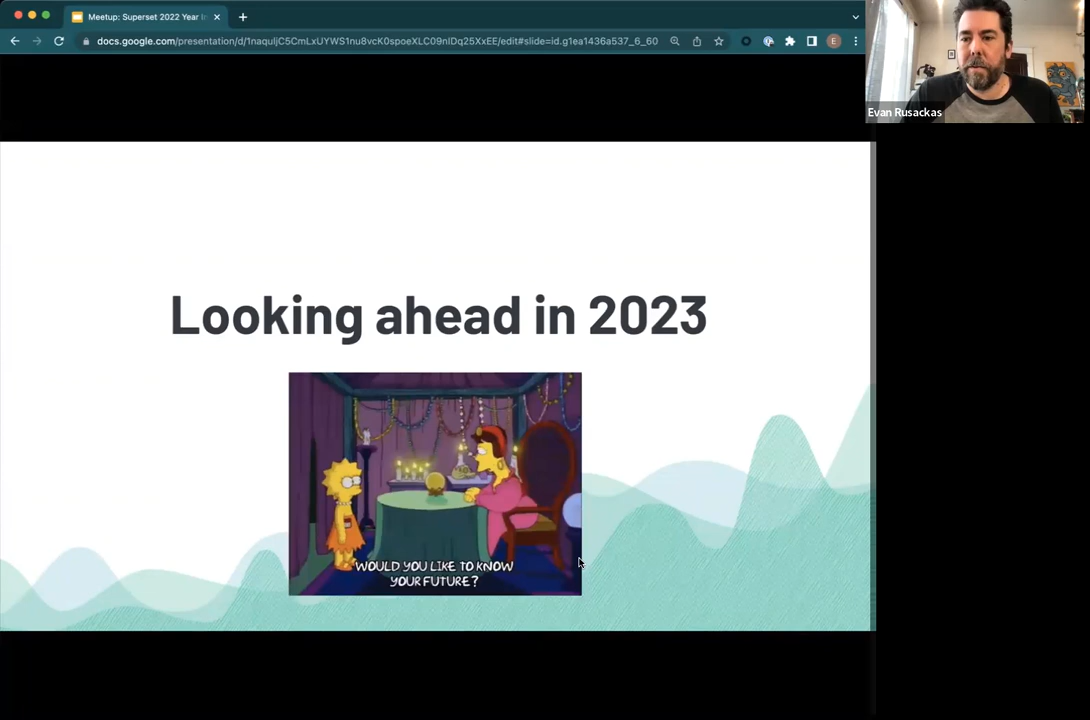 Meetup: Superset 2022 Year In
docs.google.com/presentation/d/1naquIjC5CmLxUYWS1nu8vcK0spoeXLC09nIDq25XxEE/edit#slide=id.g1ea1436a537_6_60
E
Evan Rusackas
Looking ahead in 2023
WOULD YOU LIKE TO KNOW
YOUR FUTURE?